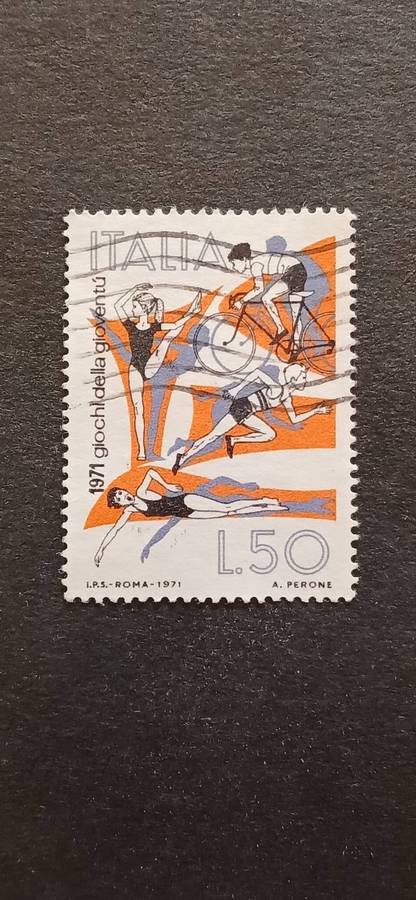 ITALIA
1971 giochi della gioventù
L.50
I.P.S.-ROMA-1971
A. PERONE